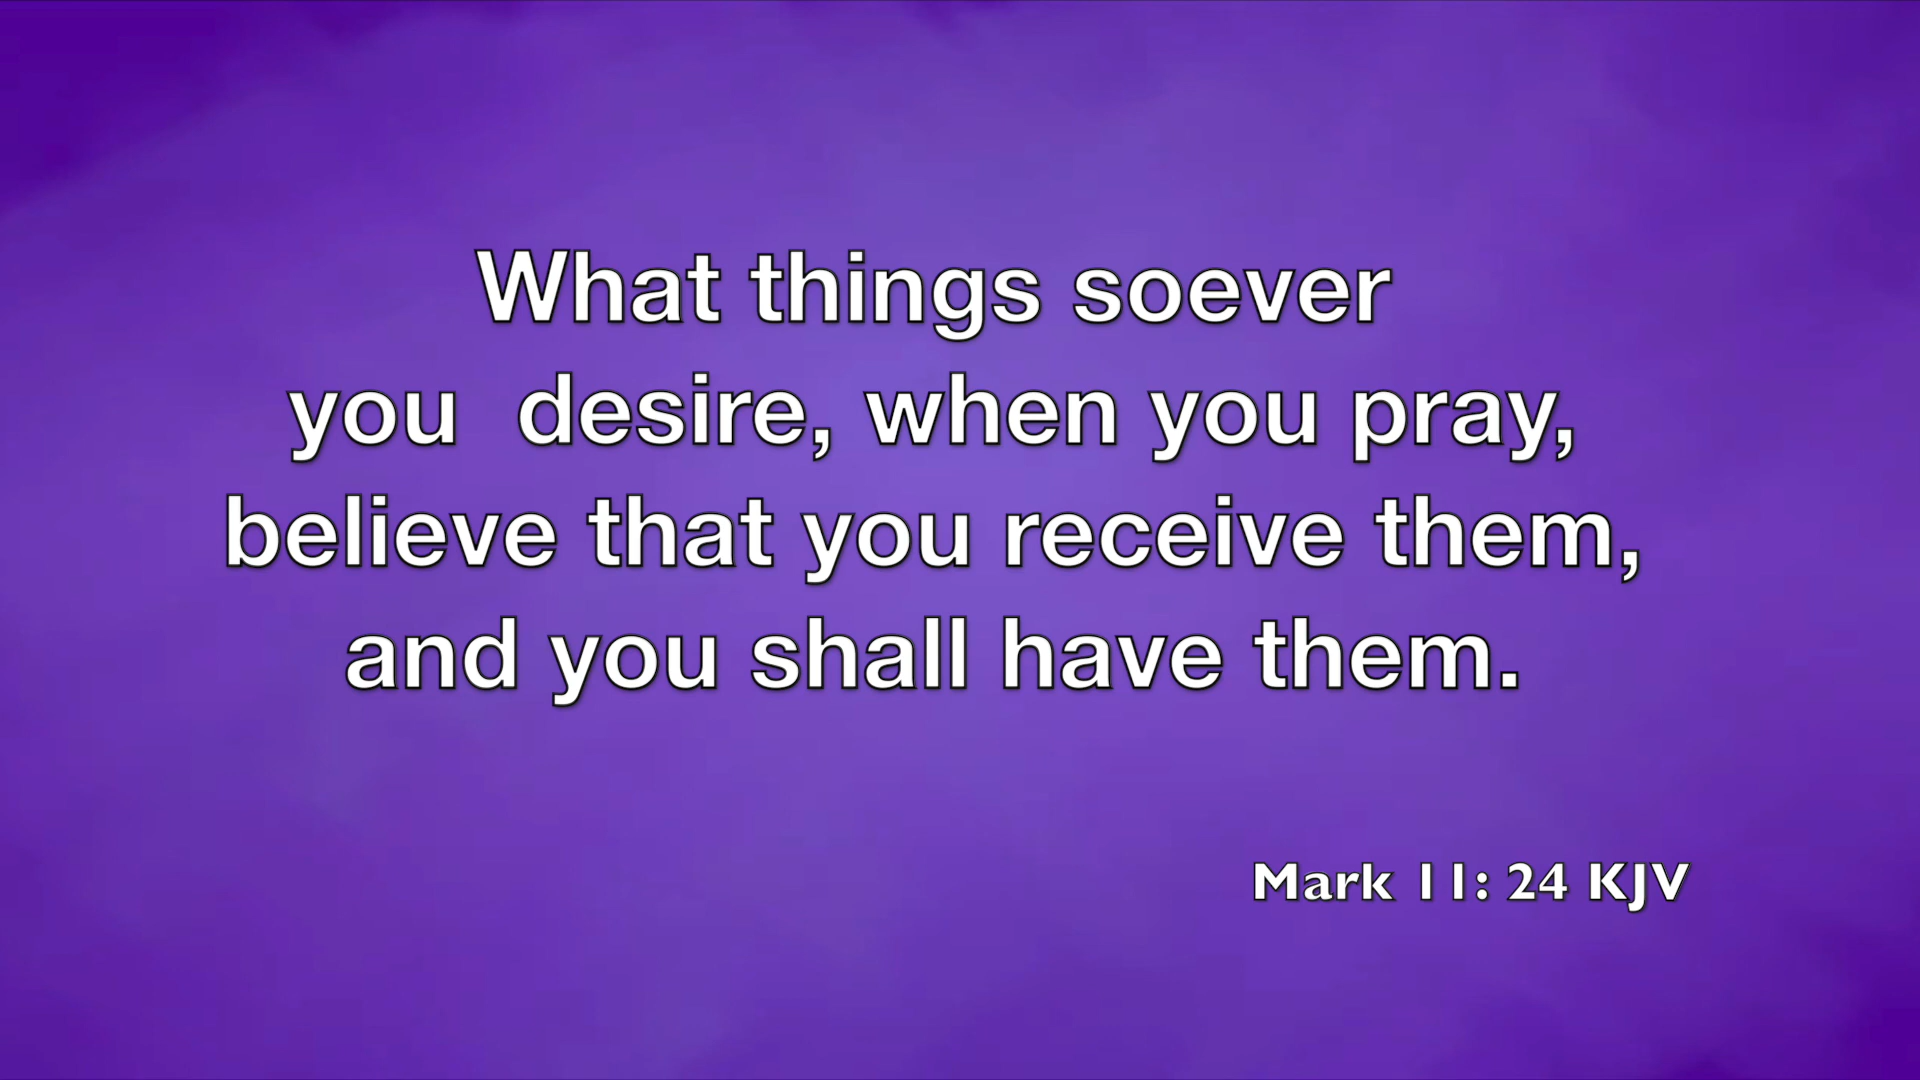 What things soever
you  desire, when you pray,
believe that you receive them,
and you shall have them.
Mark 11: 24 KJV